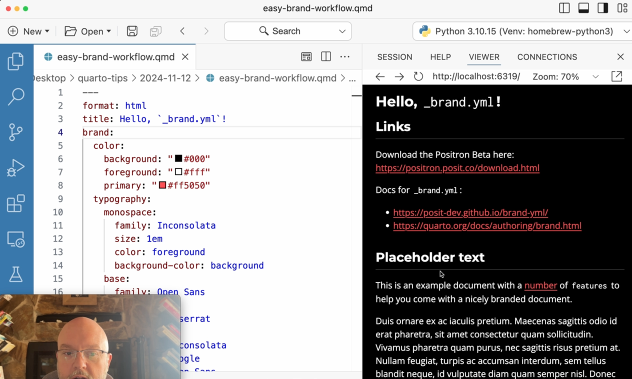 easy-brand-workflow.qmd
New
Open
Search
Python 3.10.15 (Venv: homebrew-python3)
easy-brand-workflow.qmd
SESSION HELP VIEWER CONNECTIONS
Desktop > quarto-tips > 2024-11-12 > easy-brand-workflow.qmd > ...
http://localhost:6319/ Zoom: 70%
1 ---
2 format: html
3 title: Hello, `_brand.yml`!
4 brand:
5 color:
6 background: "#000"
7 foreground: "#fff"
8 primary: "#ff5050"
9 typography:
10 monospace:
11 family: Inconsolata
12 size: 1em
13 color: foreground
14 background-color: background
15 base:
16 family: Open Sans
Hello, _brand.yml!
Links
Download the Positron Beta here:
https://positron.posit.co/download.html
Docs for _brand.yml:
• https://posit-dev.github.io/brand-yml/
• https://quarto.org/docs/authoring/brand.html
Placeholder text
This is an example document with a number of features to
help you come with a nicely branded document.
Duis ornare ex ac iaculis pretium. Maecenas sagittis odio id
erat pharetra, sit amet consectetur quam sollicitudin.
Vivamus pharetra quam purus, nec sagittis risus pretium at.
Nullam feugiat, turpis ac accumsan interdum, sem tellus
blandit neque, id vulputate diam quam semper nisl. Donec